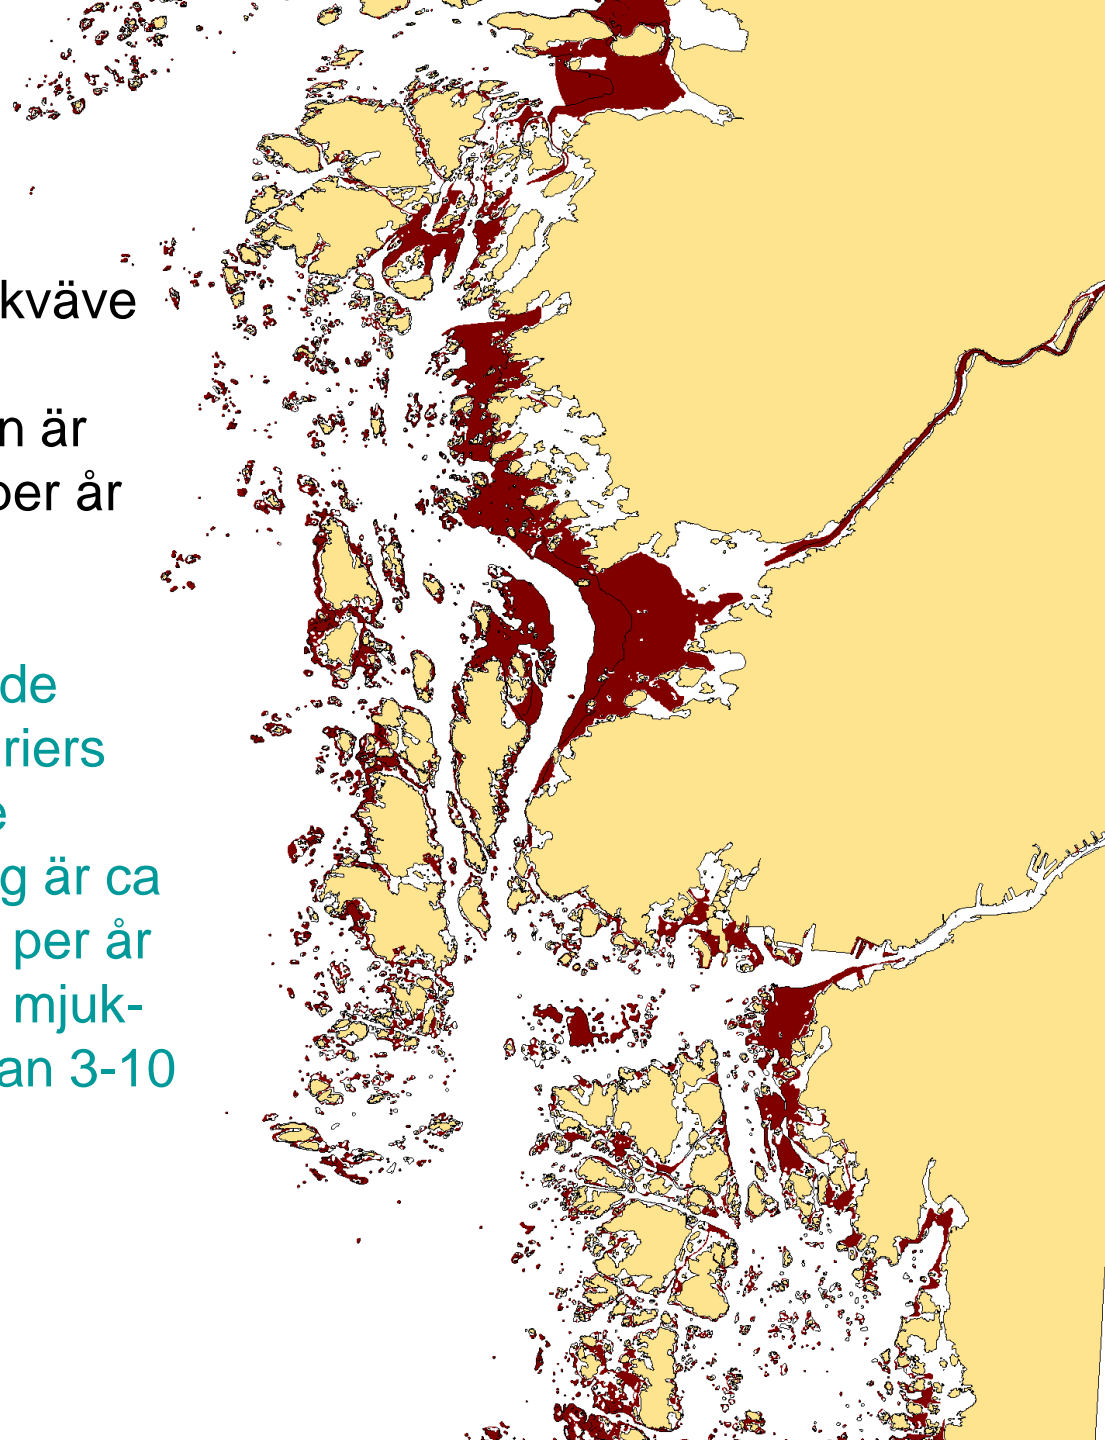 kväve
n är
per år
de
riers
e
g är ca
per år
mjuk-
an 3-10